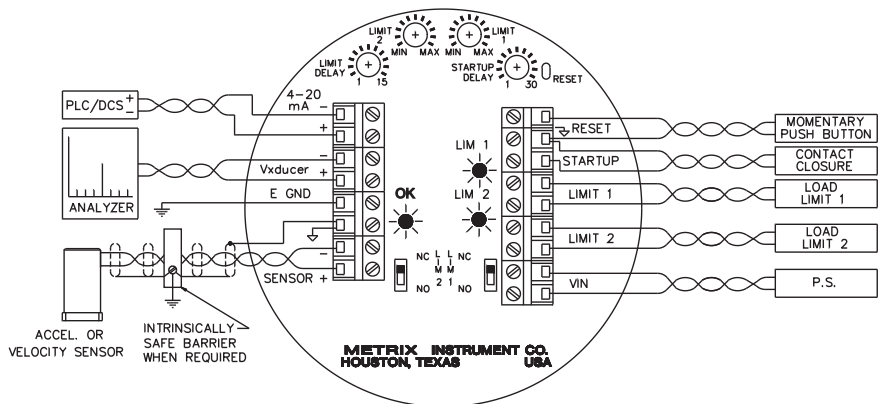 LIMIT
2
LIMIT
1
MIN MAX
MIN MAX
LIMIT
DELAY
1 15
STARTUP
DELAY
1 30
RESET
4-20
mA
PLC/DCS + −
−
+
−
Vxducer +
ANALYZER
E GND
OK
−
SENSOR +
ACCEL. OR
VELOCITY SENSOR
INTRINSICALLY
SAFE BARRIER
WHEN REQUIRED
LIM 1
LIM 2
NC
NO
LIM 2
LIM 1
NC
NO
RESET
STARTUP
LIMIT 1
LIMIT 2
VIN
MOMENTARY
PUSH BUTTON
CONTACT
CLOSURE
LOAD
LIMIT 1
LOAD
LIMIT 2
P.S.
METRIX INSTRUMENT CO.
HOUSTON, TEXAS USA